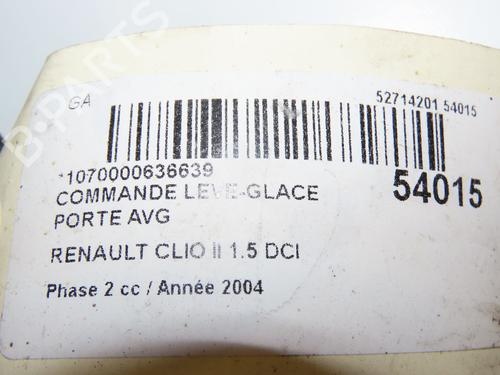 GA
52714201 54015
*1070000636639
COMMANDE LEVE-GLACE
54015
PORTE AVG
RENAULT CLIO II 1.5 DCI
Phase 2 cc / Année 2004
B-PARTS